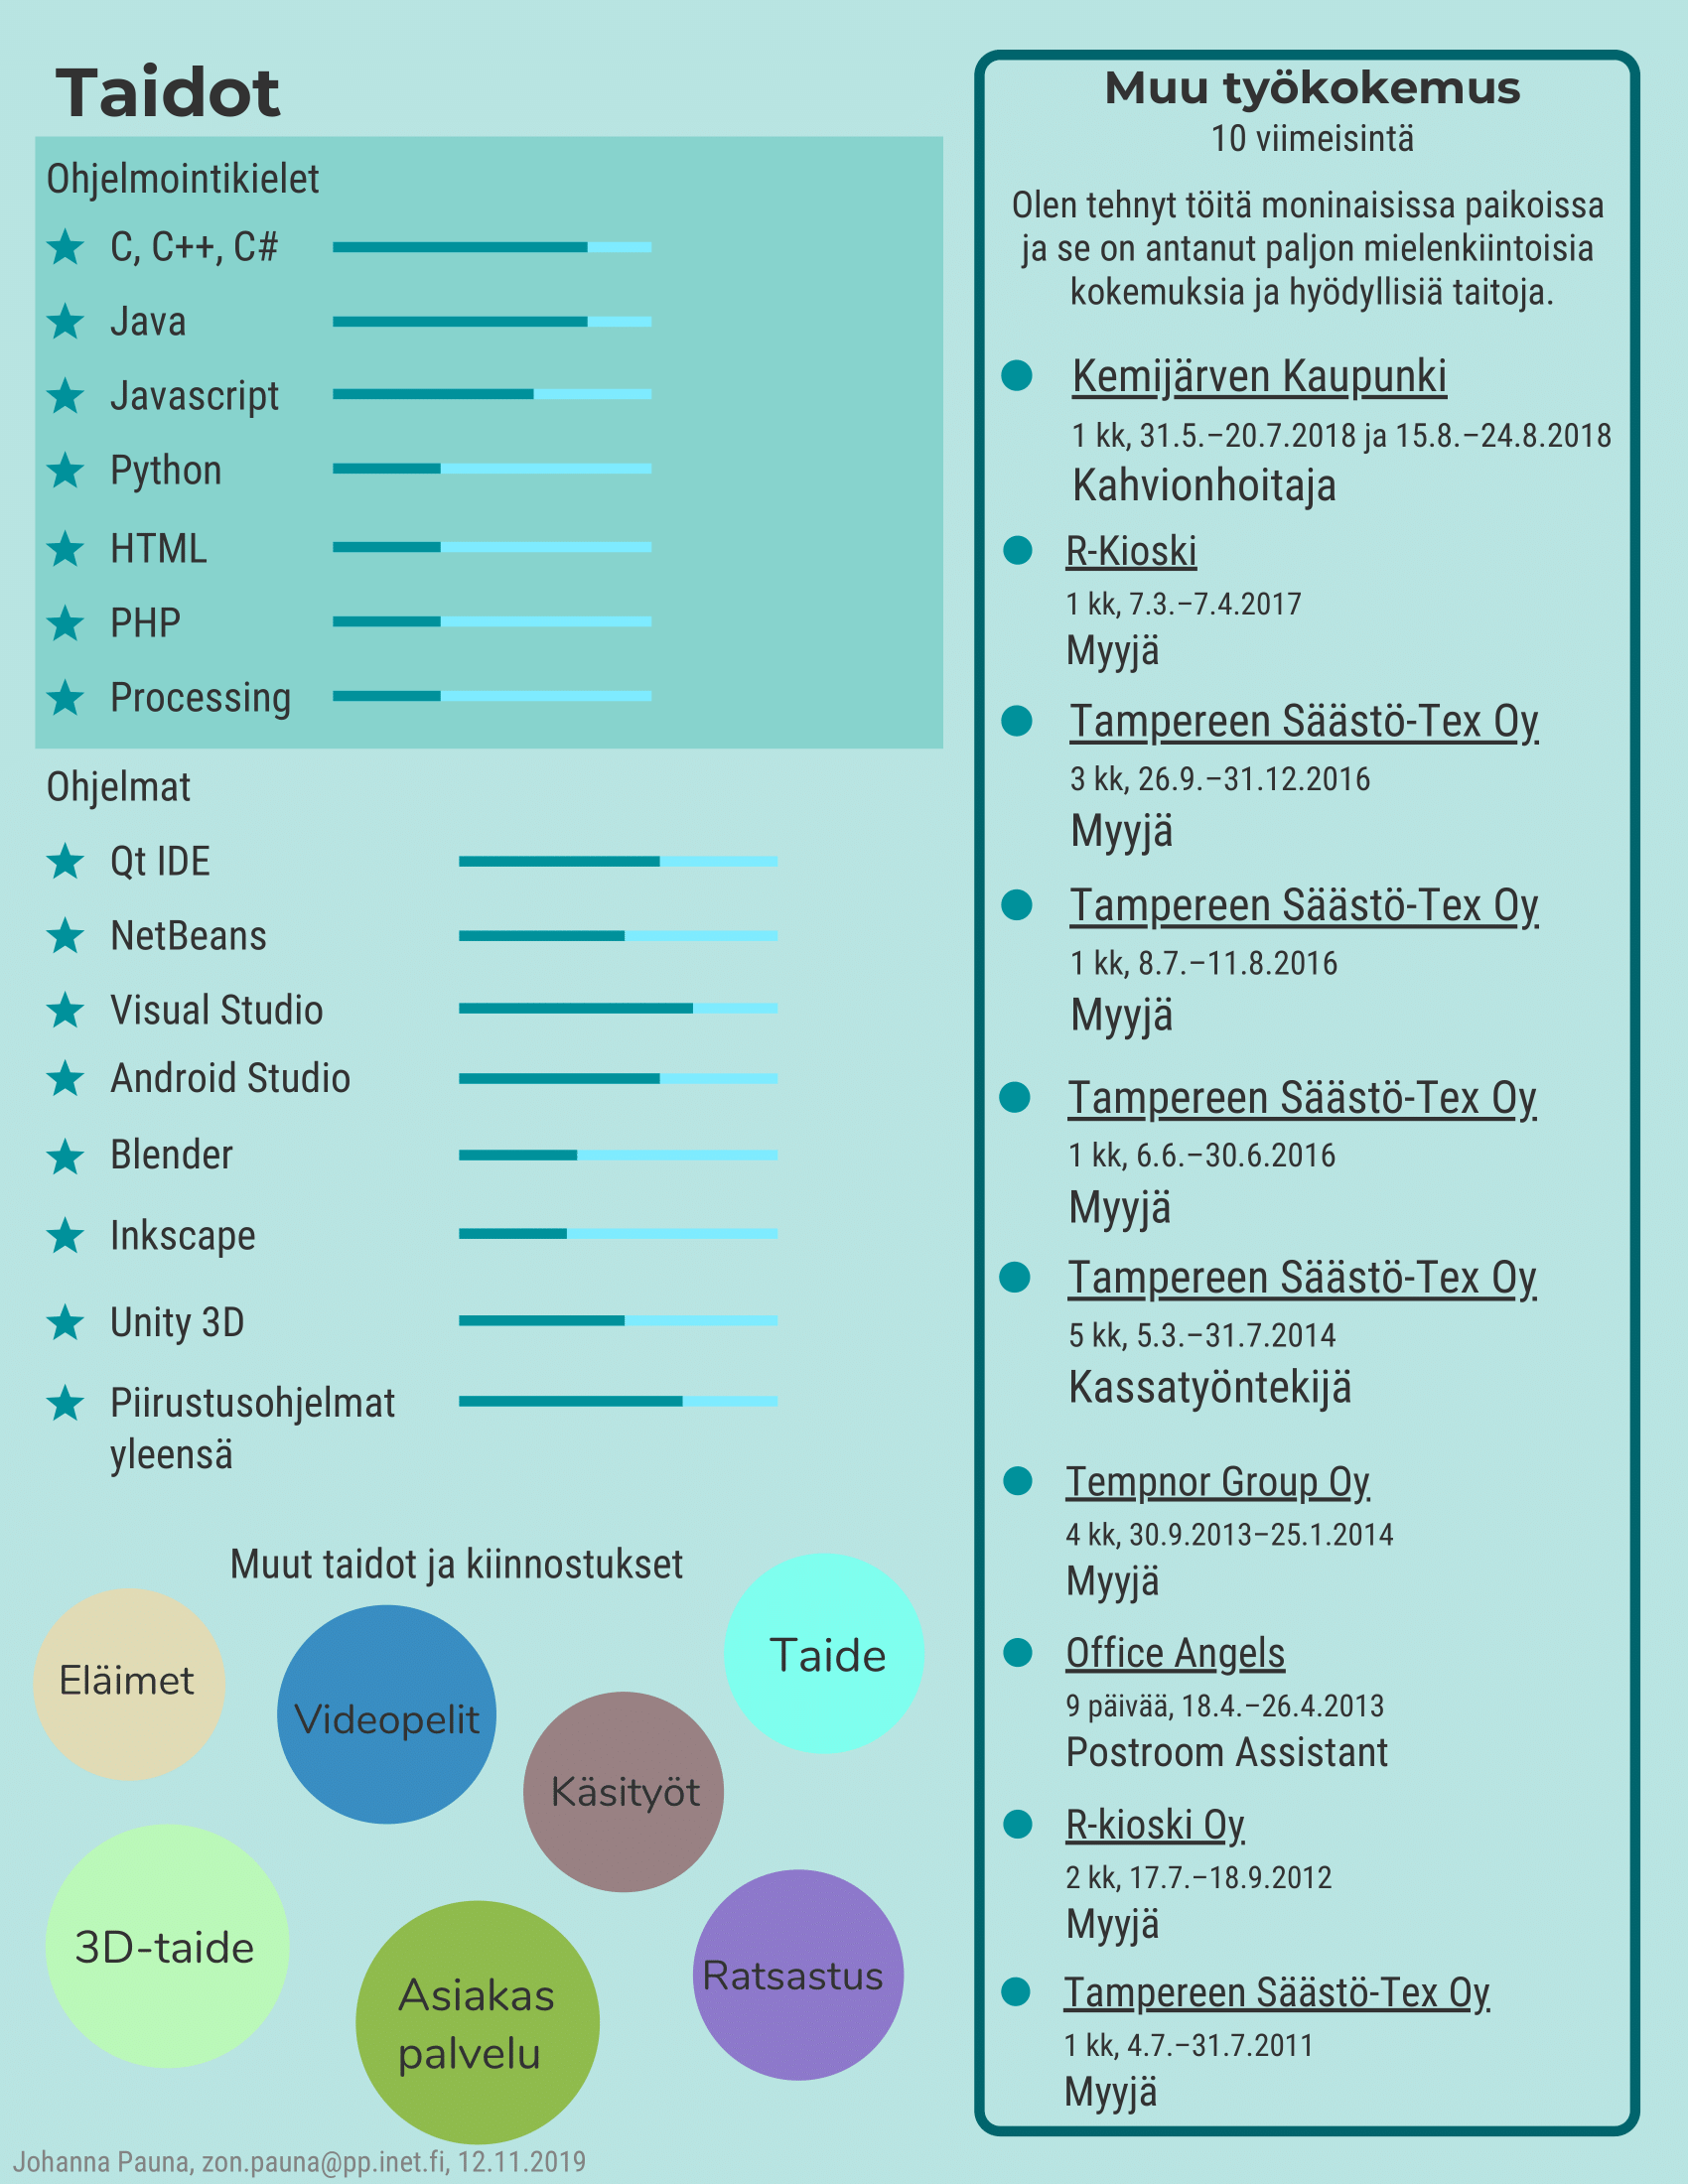 Taidot
Ohjelmointikielet
C, C++, C#
Java
Javascript
Python
HTML
PHP
Processing
Ohjelmat
Qt IDE
NetBeans
Visual Studio
Android Studio
Blender
Inkscape
Unity 3D
Piirustusohjelmat
yleensä
Muut taidot ja kiinnostukset
Eläimet
Videopelit
Taide
Käsityöt
3D-taide
Asiakas
palvelu
Ratsastus
Muu työkokemus
10 viimeisintä
Olen tehnyt töitä moninaisissa paikoissa
ja se on antanut paljon mielenkiintoisia
kokemuksia ja hyödyllisiä taitoja.
Kemijärven Kaupunki
1 kk, 31.5.–20.7.2018 ja 15.8.–24.8.2018
Kahvionhoitaja
R-Kioski
1 kk, 7.3.–7.4.2017
Myyjä
Tampereen Säästö-Tex Oy
3 kk, 26.9.–31.12.2016
Myyjä
Tampereen Säästö-Tex Oy
1 kk, 8.7.–11.8.2016
Myyjä
Tampereen Säästö-Tex Oy
1 kk, 6.6.–30.6.2016
Myyjä
Tampereen Säästö-Tex Oy
5 kk, 5.3.–31.7.2014
Kassatyöntekijä
Tempnor Group Oy
4 kk, 30.9.2013–25.1.2014
Myyjä
Office Angels
9 päivää, 18.4.–26.4.2013
Postroom Assistant
R-kioski Oy
2 kk, 17.7.–18.9.2012
Myyjä
Tampereen Säästö-Tex Oy
1 kk, 4.7.–31.7.2011
Myyjä
Johanna Pauna, zon.pauna@pp.inet.fi, 12.11.2019